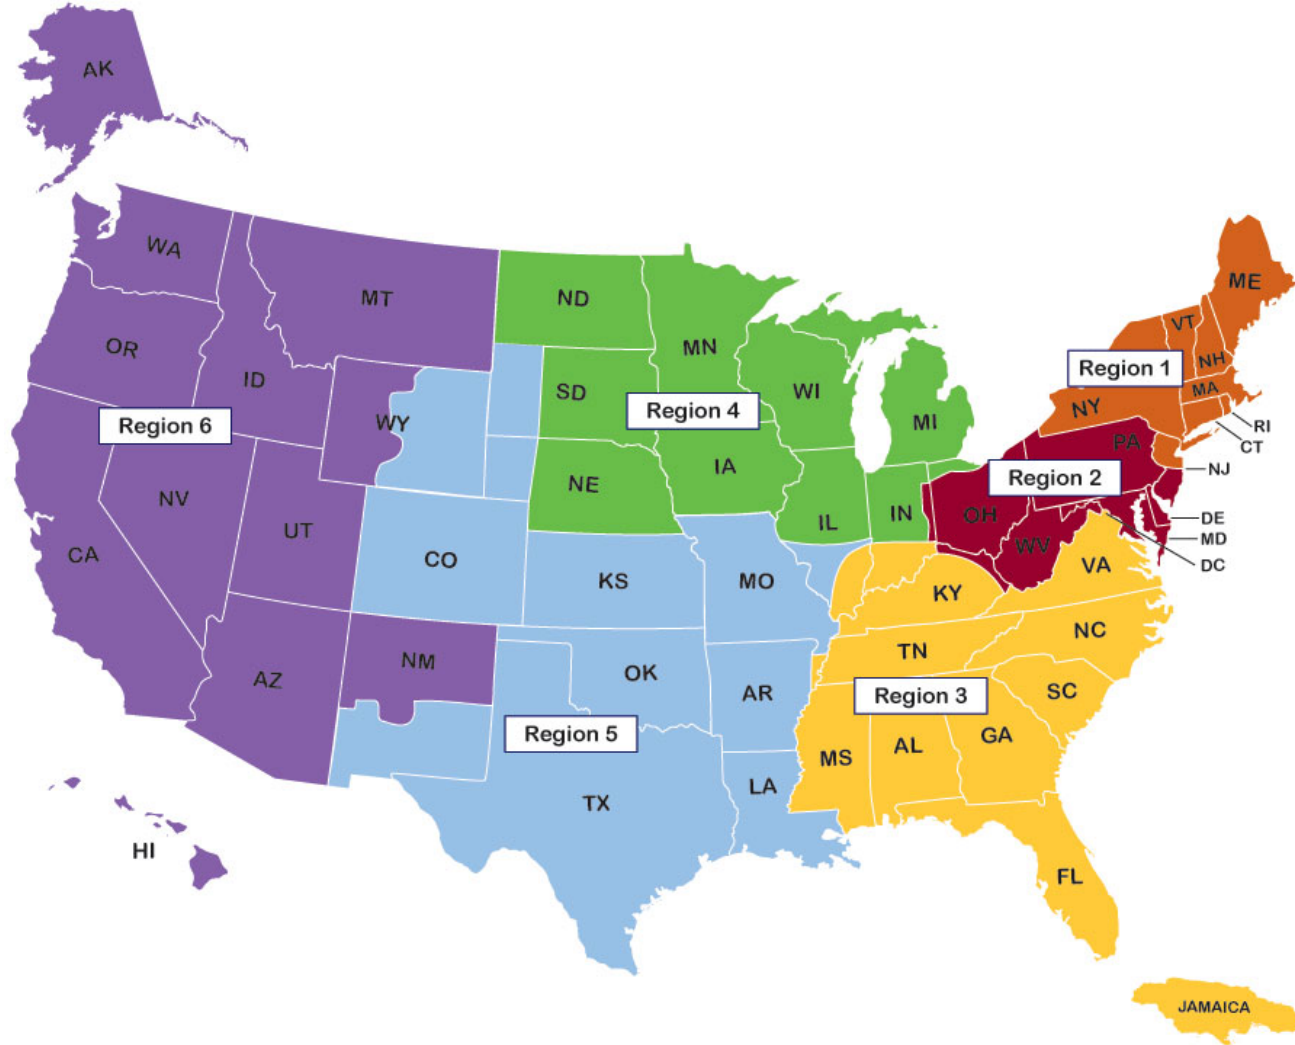 AK
WA
MT
OR
ID
WY
Region 6
NV
UT
CA
AZ
NM
HI
ND
MN
SD
WI
Region 4
MI
NE
IA
IL
IN
CO
KS
MO
OK
AR
Region 5
TX
LA
ME
VT
NH
Region 1
MA
NY
RI
CT
PA
NJ
Region 2
OH
DE
MD
WV
DC
VA
KY
NC
TN
SC
Region 3
GA
AL
MS
FL
JAMAICA